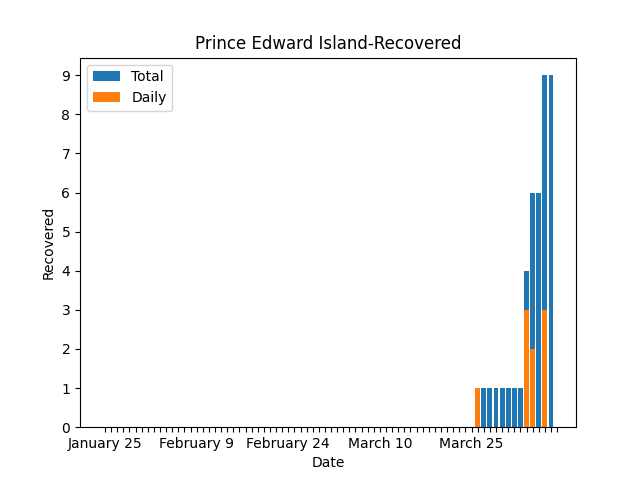 Prince Edward Island-Recovered
Total
Daily
9
8
7
6
5
4
3
2
1
0
Recovered
January 25 February 9 February 24 March 10 March 25
Date